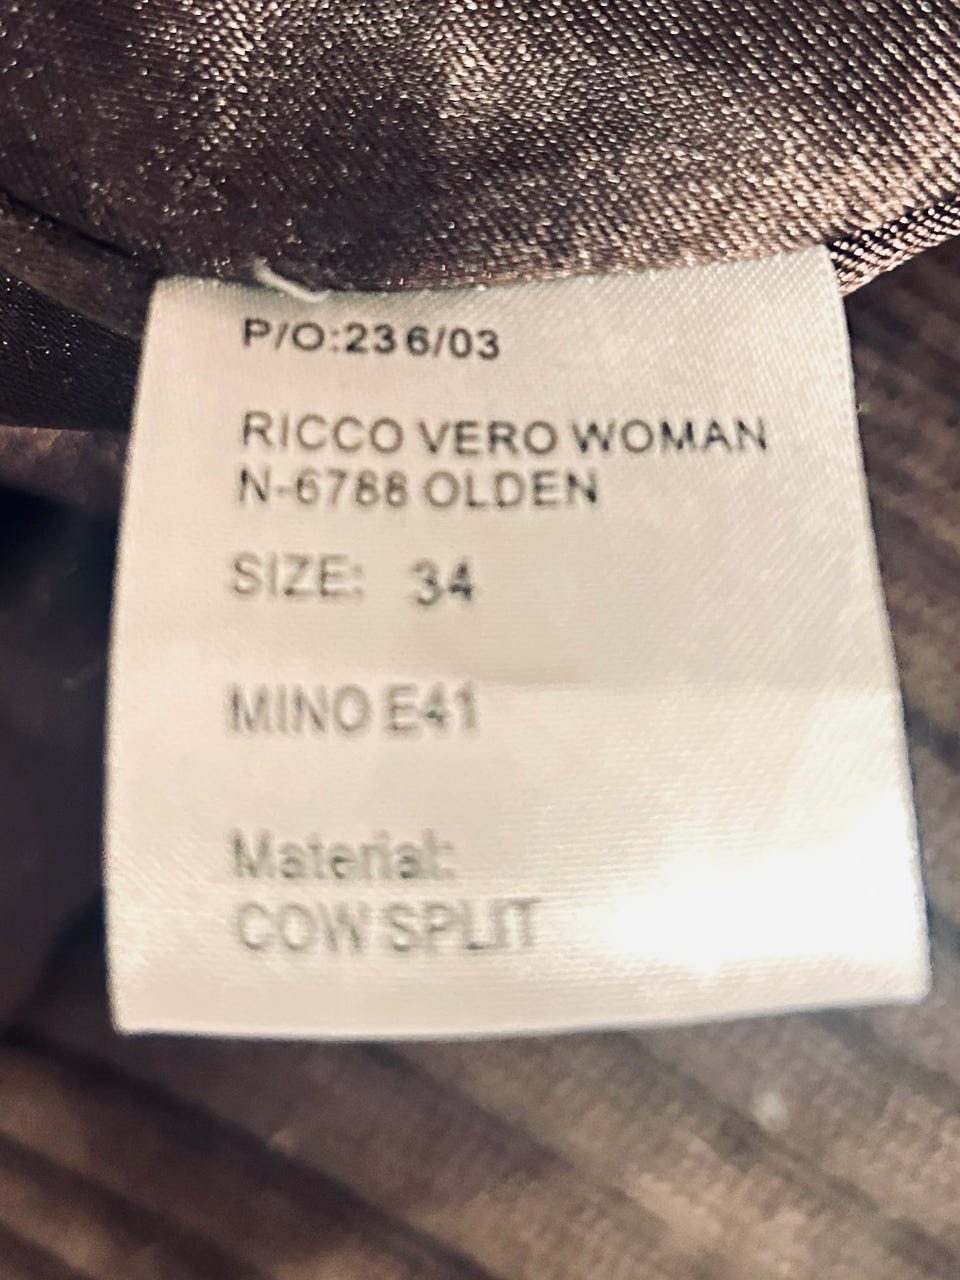 P/O:236/03
RICCO VERO WOMAN
N-6788 OLDEN
SIZE: 34
MINO E41
Material:
COW SPLIT